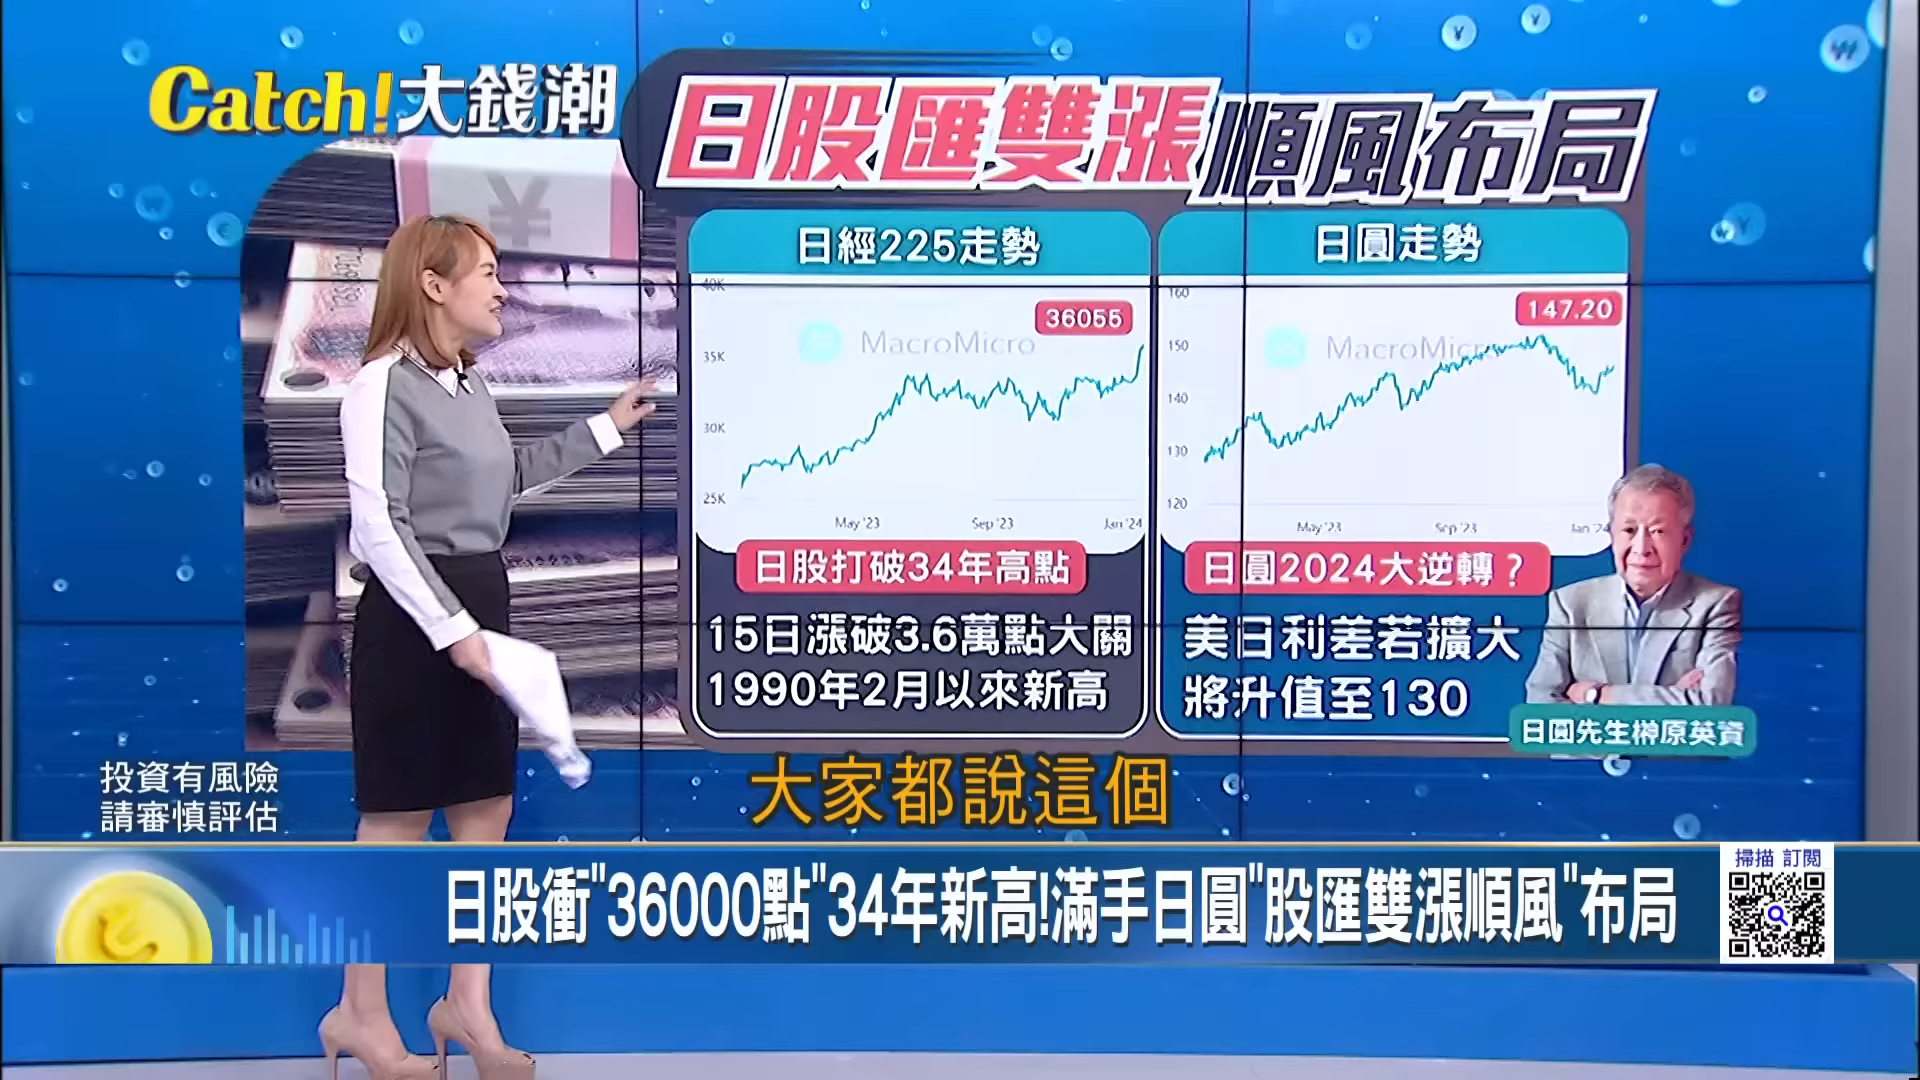 Catch!大錢潮
日股匯雙漲順風布局
日經225走勢
40K
35K
30K
25K
MacroMicro
36055
May '23
Sep '23
Jan '24
日股打破34年高點
15日漲破3.6萬點大關
1990年2月以來新高
日圓走勢
160
150
140
130
120
MacroMicro
147.20
May '23
Sep '23
Jan '24
日圓2024大逆轉？
美日利差若擴大
將升值至130
日圓先生榊原英資
投資有風險
請審慎評估
大家都說這個
日股衝"36000點"34年新高!滿手日圓"股匯雙漲順風"布局
掃描 訂閱